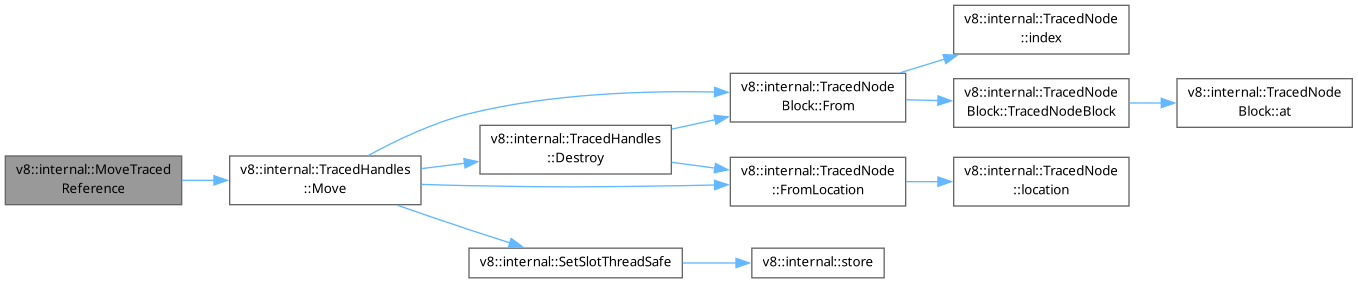 v8::internal::MoveTraced
Reference
v8::internal::TracedHandles
::Move
v8::internal::TracedHandles
::Destroy
v8::internal::SetSlotThreadSafe
v8::internal::TracedNode
Block::From
v8::internal::TracedNode
::FromLocation
v8::internal::store
v8::internal::TracedNode
::index
v8::internal::TracedNode
Block::TracedNodeBlock
v8::internal::TracedNode
::location
v8::internal::TracedNode
Block::at